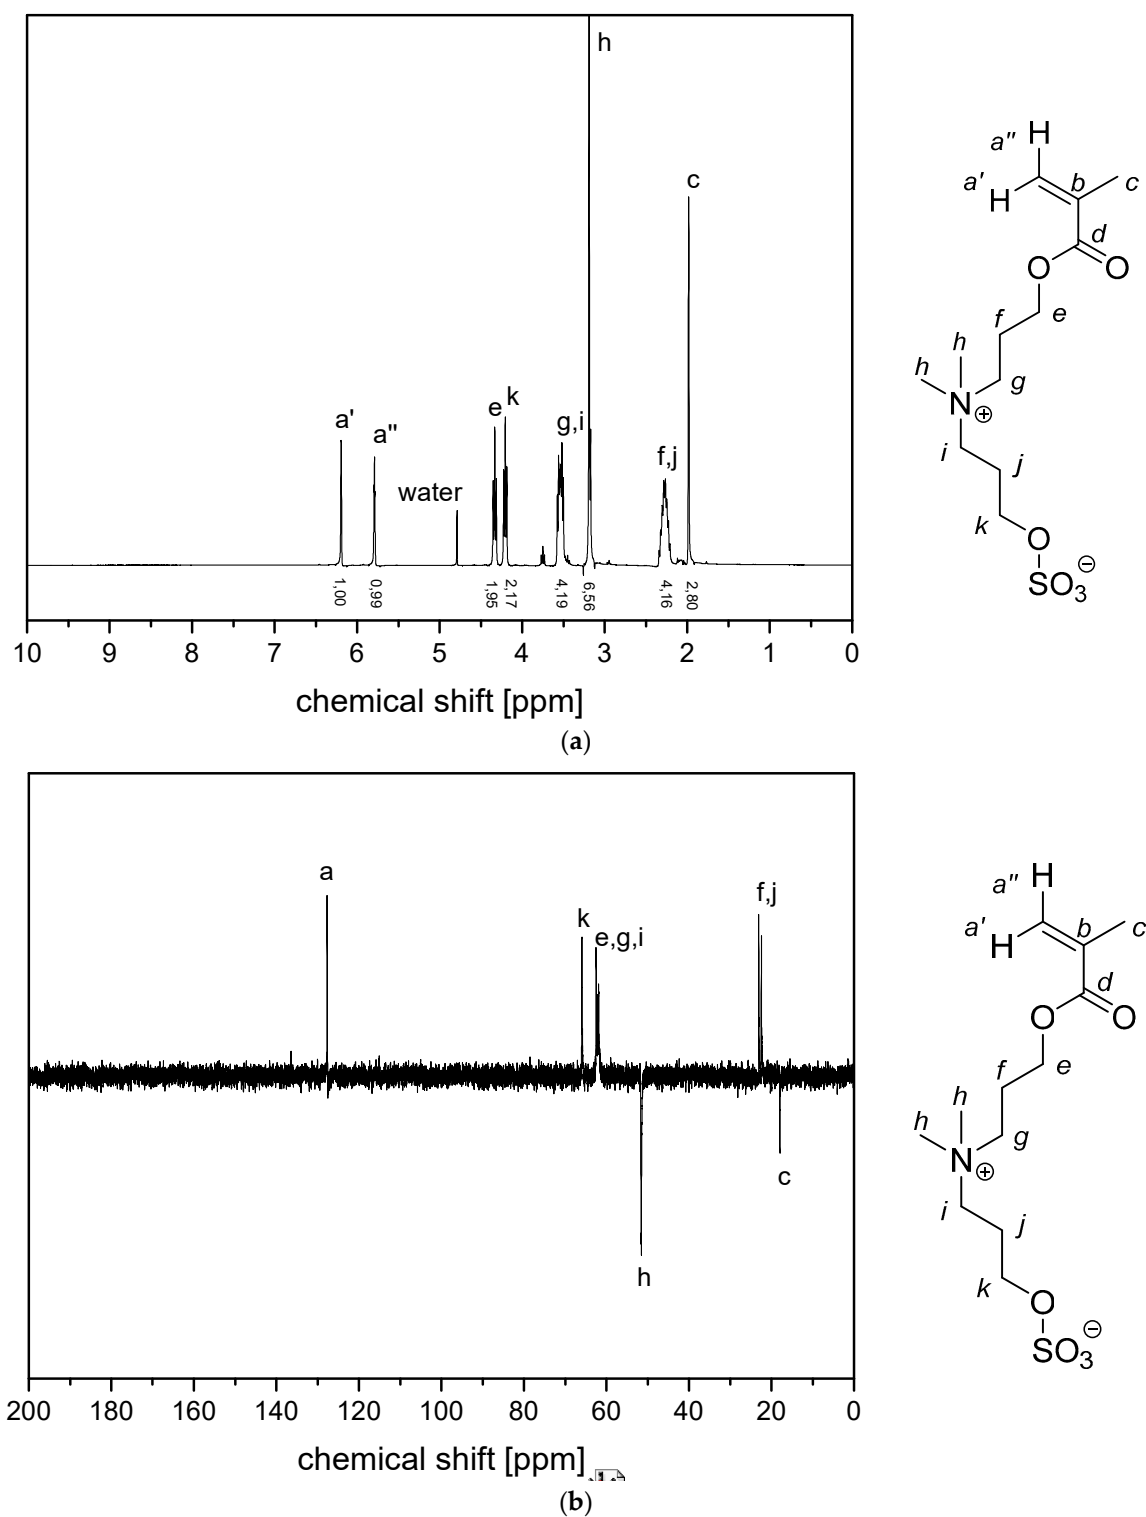 h
c
a'
a"
water
e
k
g,i
f,j
1,00
0,99
1,95
2,17
4,19
6,56
4,16
2,80
10 9 8 7 6 5 4 3 2 1 0
chemical shift [ppm]
(a)
H
a"
a'
H
b
c
d
O
O
e
f
h
h
g
N
⊕
i
j
k
O
⊖
SO3
a
k
e,g,i
f,j
c
h
200 180 160 140 120 100 80 60 40 20 0
chemical shift [ppm]
(b)
H
a"
a'
H
b
c
d
O
O
e
f
h
h
g
N
⊕
i
j
k
O
⊖
SO3